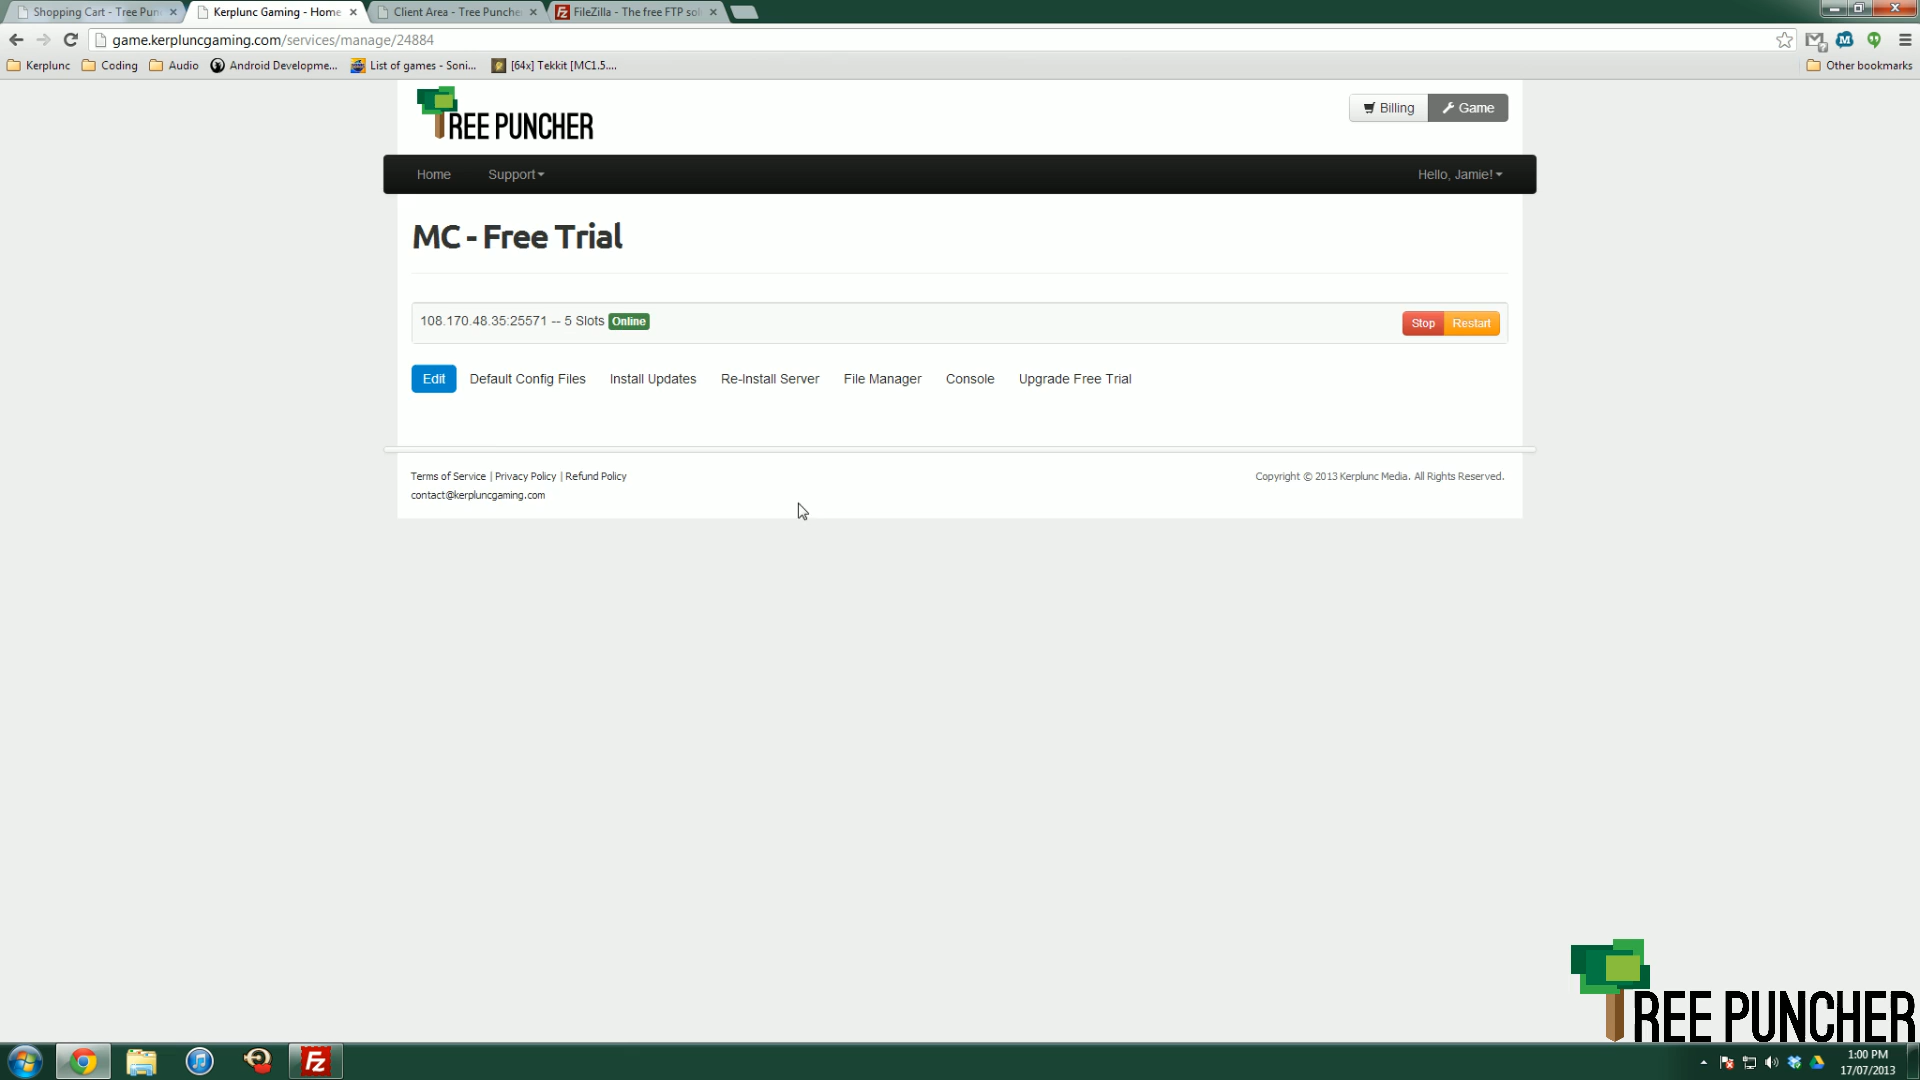 Shopping Cart - Tree Pun
Kerplunc Gaming - Home
Client Area - Tree Puncher
FileZilla - The free FTP sol
game.kerpluncgaming.com/services/manage/24884
Kerplunc
Coding
Audio
Android Developme...
List of games - Soni...
[64x] Tekkit [MC1.5....
Other bookmarks
REE PUNCHER
Billing
Game
Home
Support
Hello, Jamie!
MC - Free Trial
108.170.48.35:25571 -- 5 Slots Online
Stop
Restart
Edit
Default Config Files
Install Updates
Re-Install Server
File Manager
Console
Upgrade Free Trial
Terms of Service | Privacy Policy | Refund Policy
Copyright © 2013 Kerplunc Media. All Rights Reserved.
contact@kerpluncgaming.com
REE PUNCHER
1:00 PM
17/07/2013